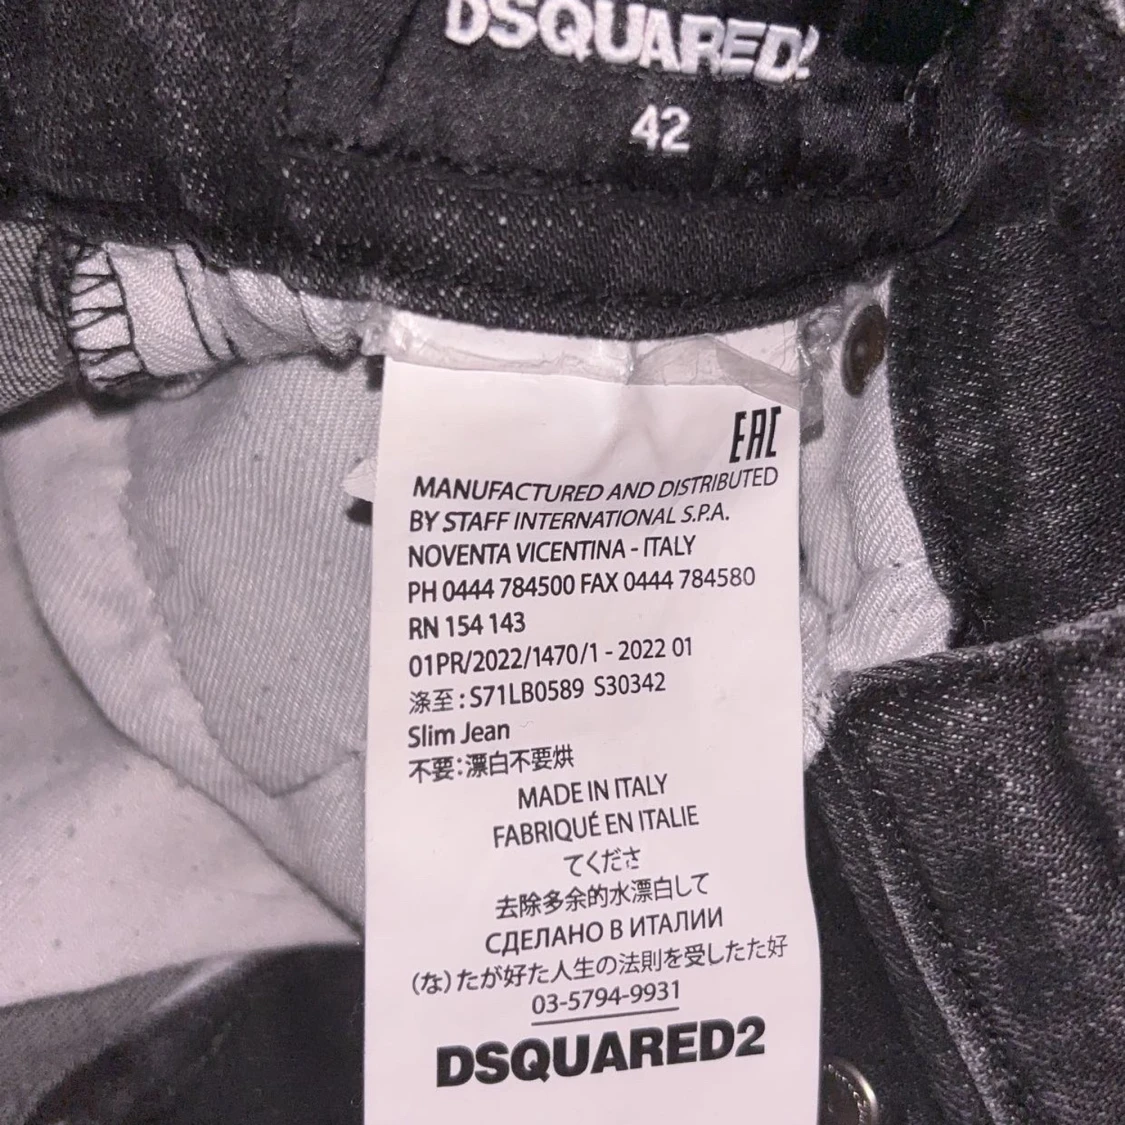 DSQUARED2
42
EAC
MANUFACTURED AND DISTRIBUTED
BY STAFF INTERNATIONAL S.P.A.
NOVENTA VICENTINA - ITALY
PH 0444 784500 FAX 0444 784580
RN 154 143
01PR/2022/1470/1 - 2022 01
涤至 : S71LB0589 S30342
Slim Jean
不要：漂白不要烘
MADE IN ITALY
FABRIQUÉ EN ITALIE
てくださ
去除多余的水漂白して
СДЕЛАНО В ИТАЛИИ
（な）たが好た人生の法則を受したた好
03-5794-9931
DSQUARED2